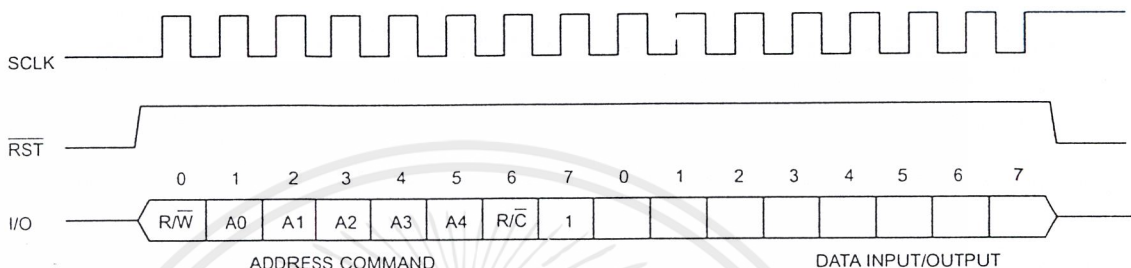 SCLK
R̅S̅T̅
0 1 2 3 4 5 6 7 0 1 2 3 4 5 6 7
I/O R/W̅ A0 A1 A2 A3 A4 R/C̅ 1
ADDRESS COMMAND DATA INPUT/OUTPUT